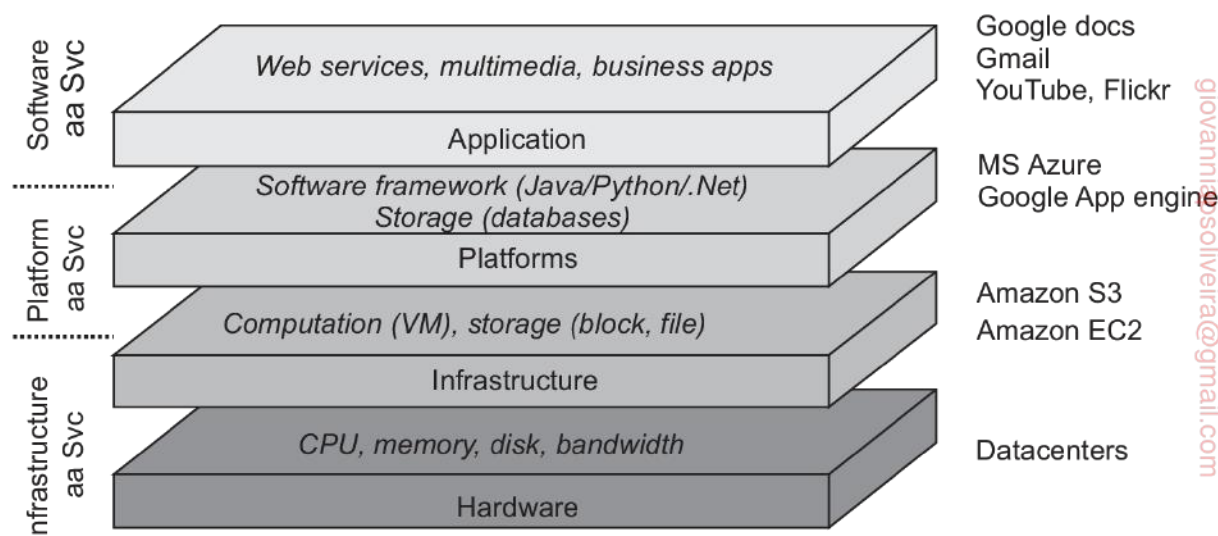 Software
aa Svc
Web services, multimedia, business apps
Application
Google docs
Gmail
YouTube, Flickr
Platform
aa Svc
Software framework (Java/Python/.Net)
Storage (databases)
Platforms
MS Azure
Google App engine
nfrastructure
aa Svc
Computation (VM), storage (block, file)
Infrastructure
Amazon S3
Amazon EC2
CPU, memory, disk, bandwidth
Hardware
Datacenters
giovanniapsoliveira@gmail.com